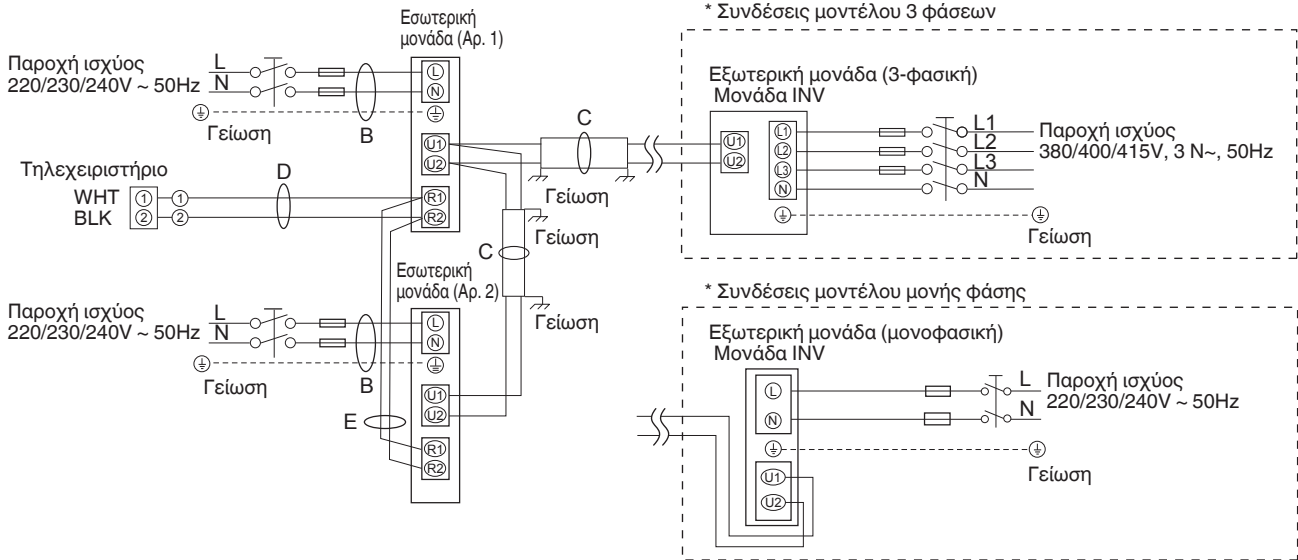 Εσωτερική
μονάδα (Αρ. 1)
Παροχή ισχύος
220/230/240V ~ 50Hz
L
N
Γείωση
B
L
N
U1
U2
R1
R2
Τηλεχειριστήριο
WHT
BLK
1
2
1
2
D
C
Γείωση
Γείωση
C
Γείωση
Εσωτερική
μονάδα (Αρ. 2)
Παροχή ισχύος
220/230/240V ~ 50Hz
L
N
Γείωση
B
E
L
N
U1
U2
R1
R2
* Συνδέσεις μοντέλου 3 φάσεων
Εξωτερική μονάδα (3-φασική)
Μονάδα INV
U1
U2
L1
L2
L3
N
L1
L2
L3
N
Παροχή ισχύος
380/400/415V, 3 N~, 50Hz
Γείωση
* Συνδέσεις μοντέλου μονής φάσης
Εξωτερική μονάδα (μονοφασική)
Μονάδα INV
L
N
U1
U2
L
N
Παροχή ισχύος
220/230/240V ~ 50Hz
Γείωση